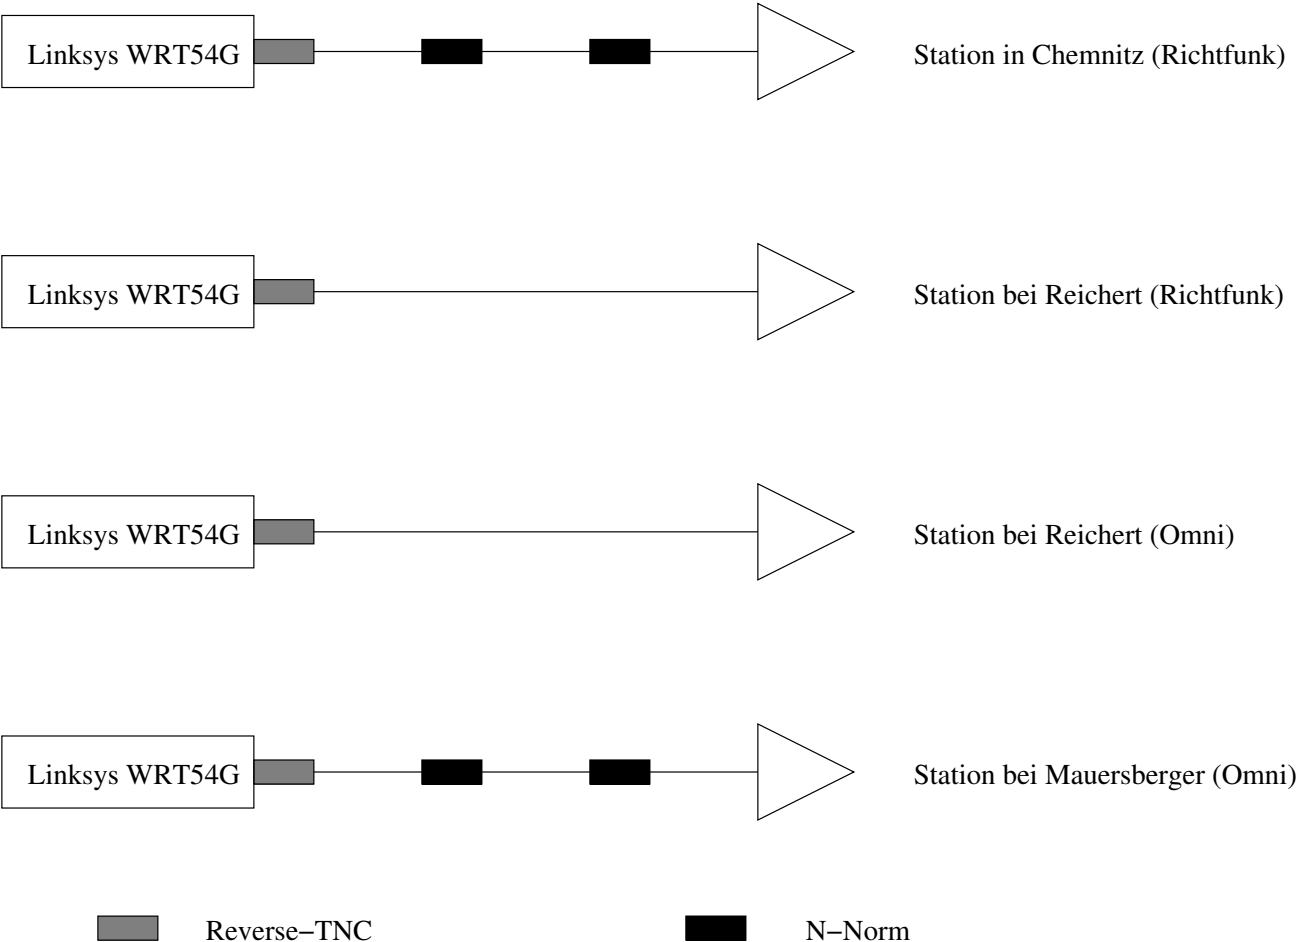 Linksys WRT54G Station in Chemnitz (Richtfunk)
Linksys WRT54G Station bei Reichert (Richtfunk)
Linksys WRT54G Station bei Reichert (Omni)
Linksys WRT54G Station bei Mauersberger (Omni)
Reverse−TNC N−Norm